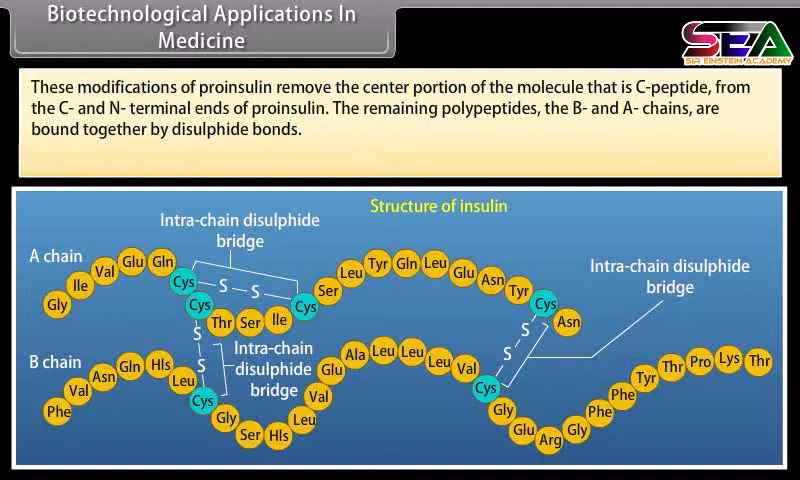 Biotechnological Applications In
Medicine
SEA
SIR EINSTEIN ACADEMY
These modifications of proinsulin remove the center portion of the molecule that is C-peptide, from
the C- and N- terminal ends of proinsulin. The remaining polypeptides, the B- and A- chains, are
bound together by disulphide bonds.
Structure of insulin
Intra-chain disulphide
bridge
A chain
Gly Ile Val Glu Gln Cys Cys Thr Ser Ile Cys Ser Leu Tyr Gln Leu Glu Asn Tyr Cys Asn
S S
Intra-chain disulphide
bridge
S
S
Intra-chain
disulphide
bridge
S
S
B chain
Phe Val Asn Gln Hls Leu Cys Gly Ser Hls Leu Val Glu Ala Leu Leu Leu Val Cys Gly Glu Arg Gly Phe Phe Tyr Thr Pro Lys Thr